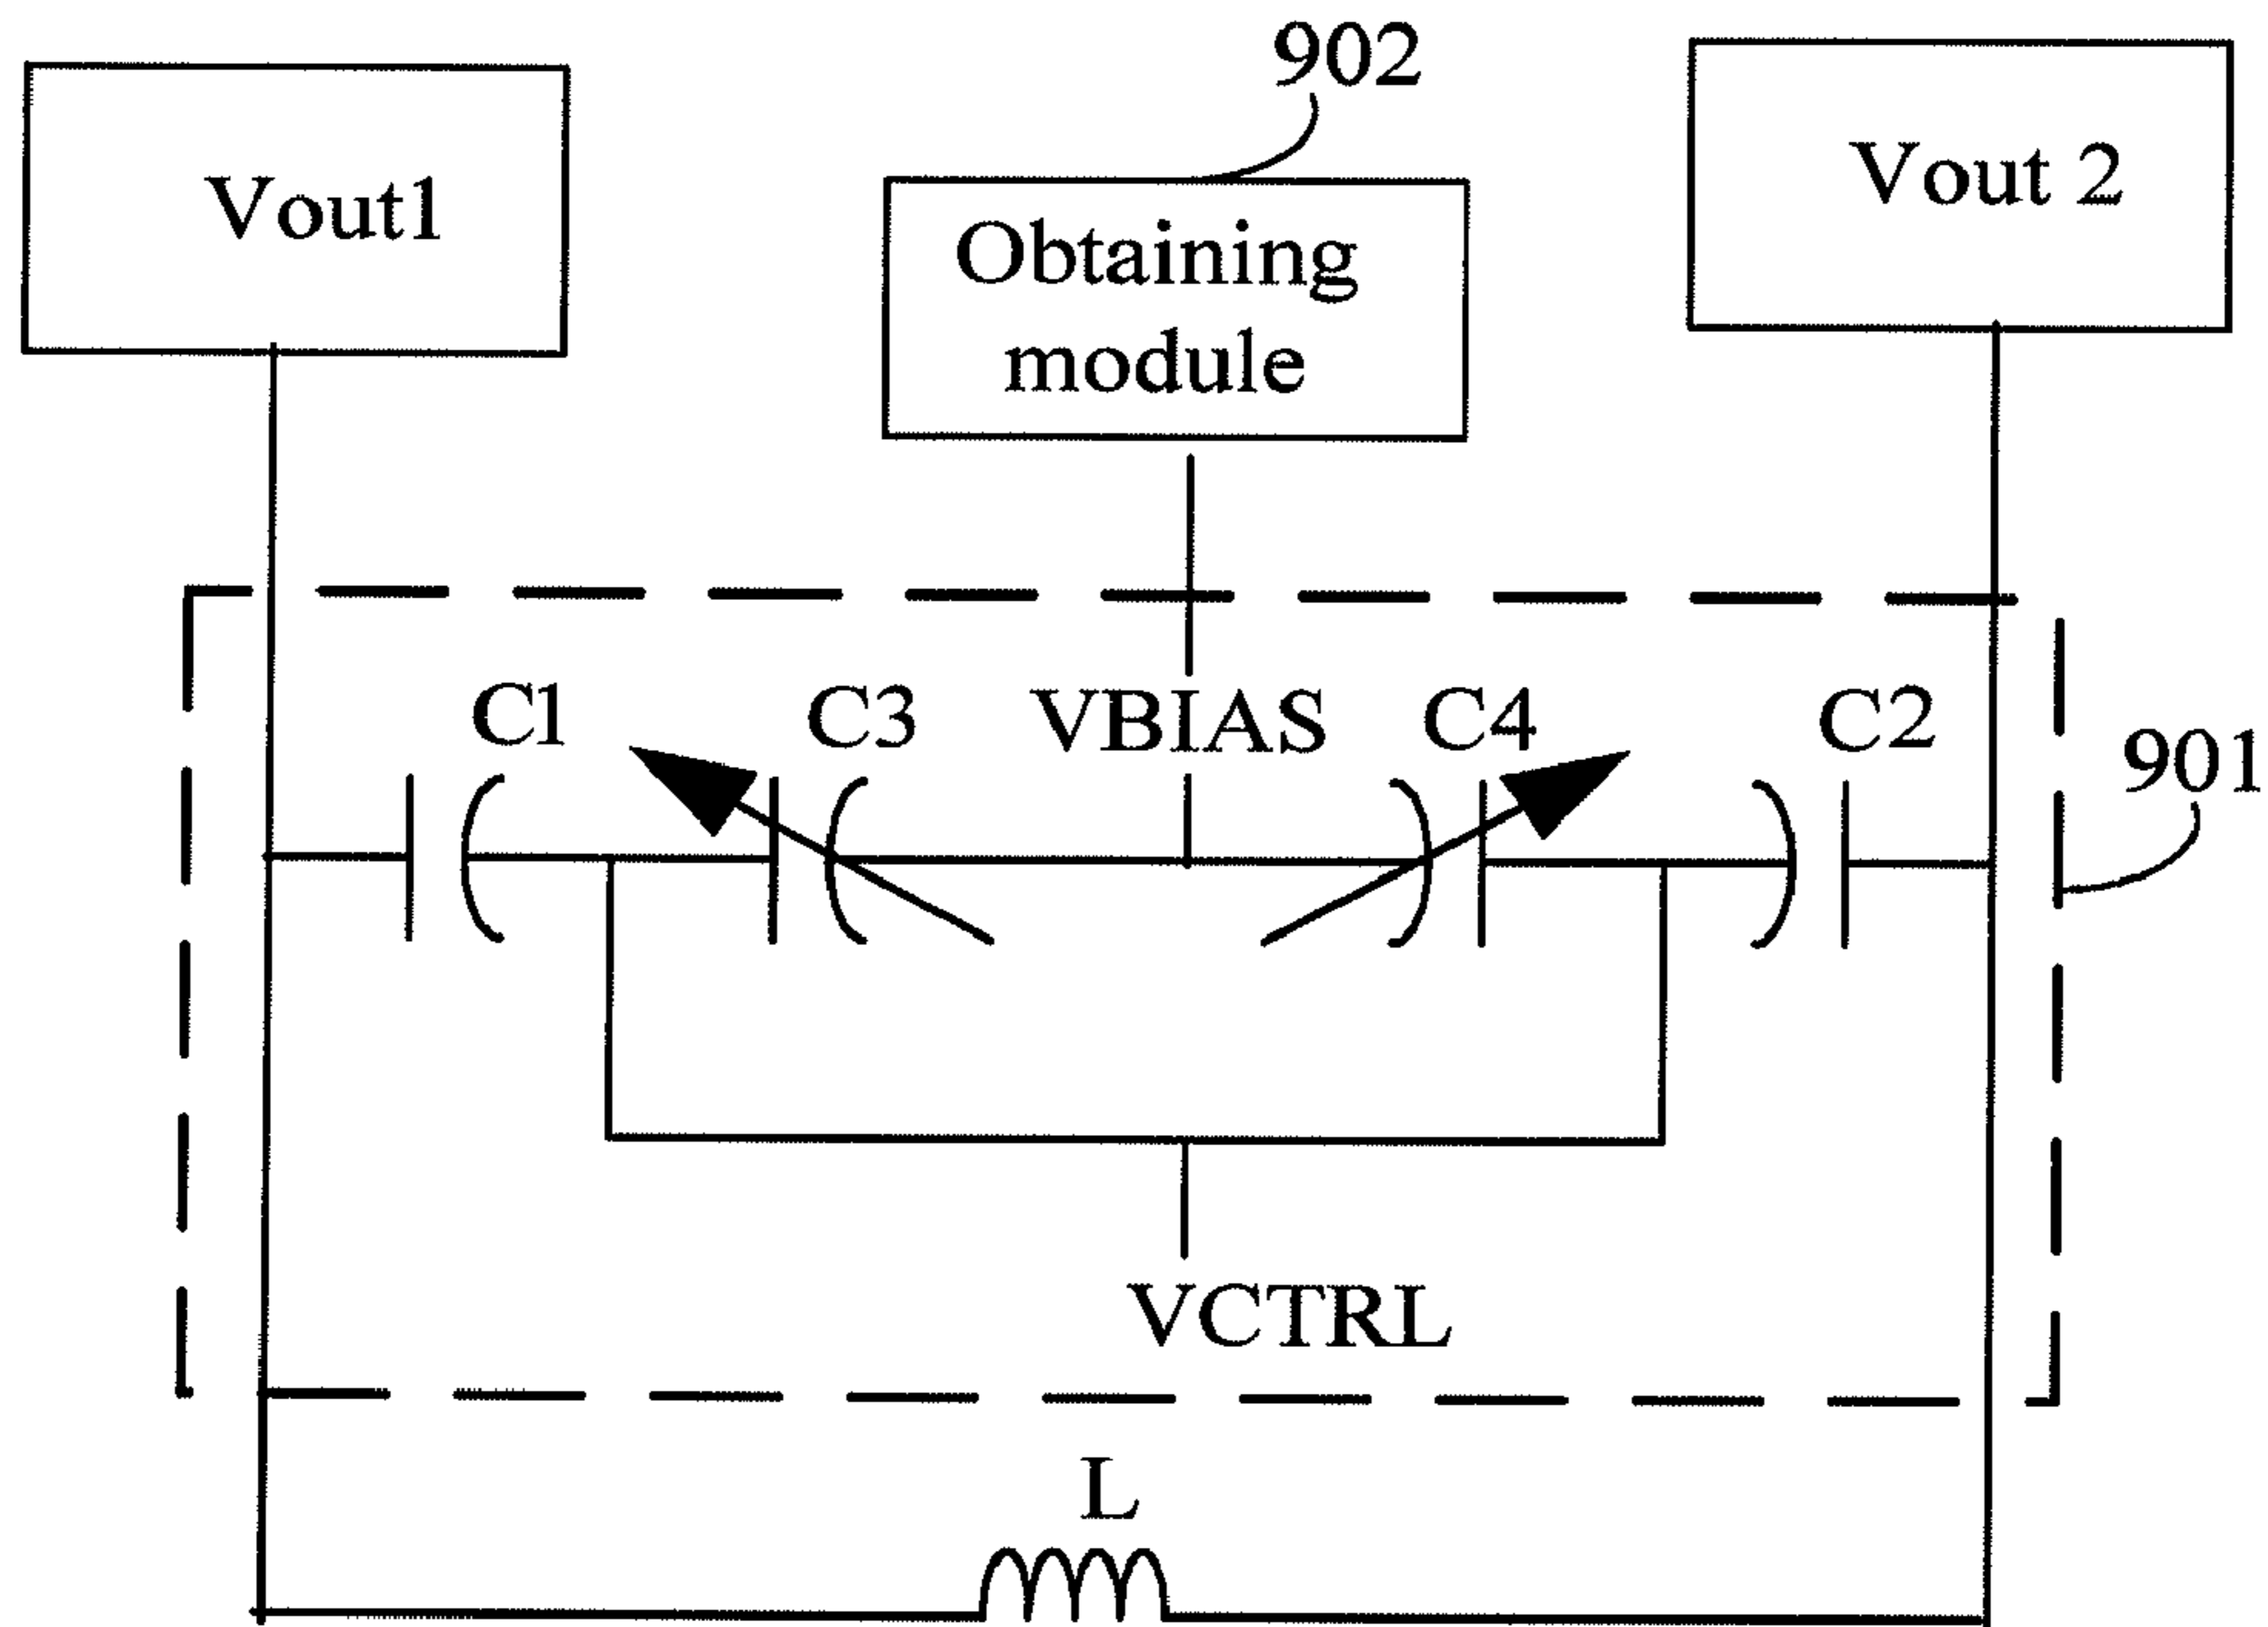 902
Vout1
Obtaining
module
Vout 2
C1
C3
VBIAS
C4
C2
901
VCTRL
L